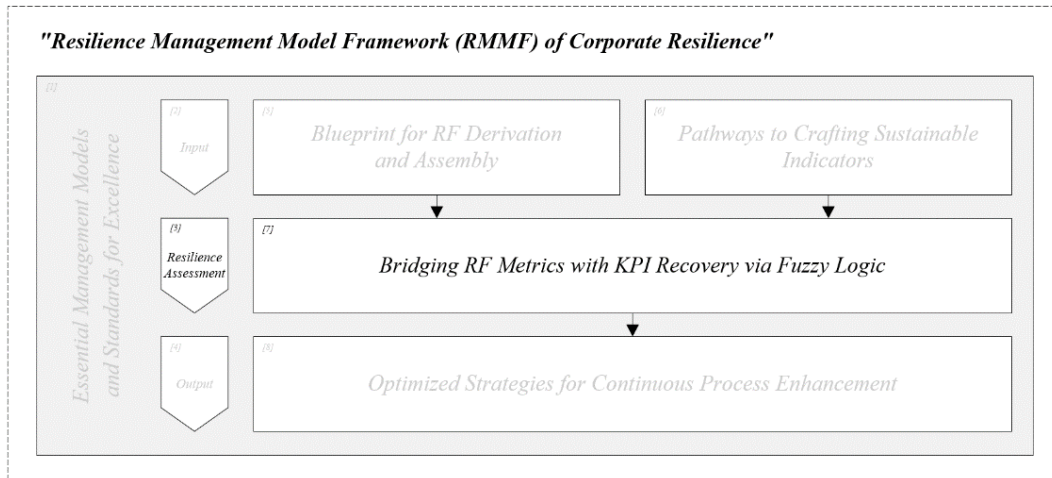 "Resilience Management Model Framework (RMMF) of Corporate Resilience"
[1]
Essential Management Models
and Standards for Excellence
[2]
Input
[5]
Blueprint for RF Derivation
and Assembly
[6]
Pathways to Crafting Sustainable
Indicators
[3]
Resilience
Assessment
[7]
Bridging RF Metrics with KPI Recovery via Fuzzy Logic
[4]
Output
[8]
Optimized Strategies for Continuous Process Enhancement